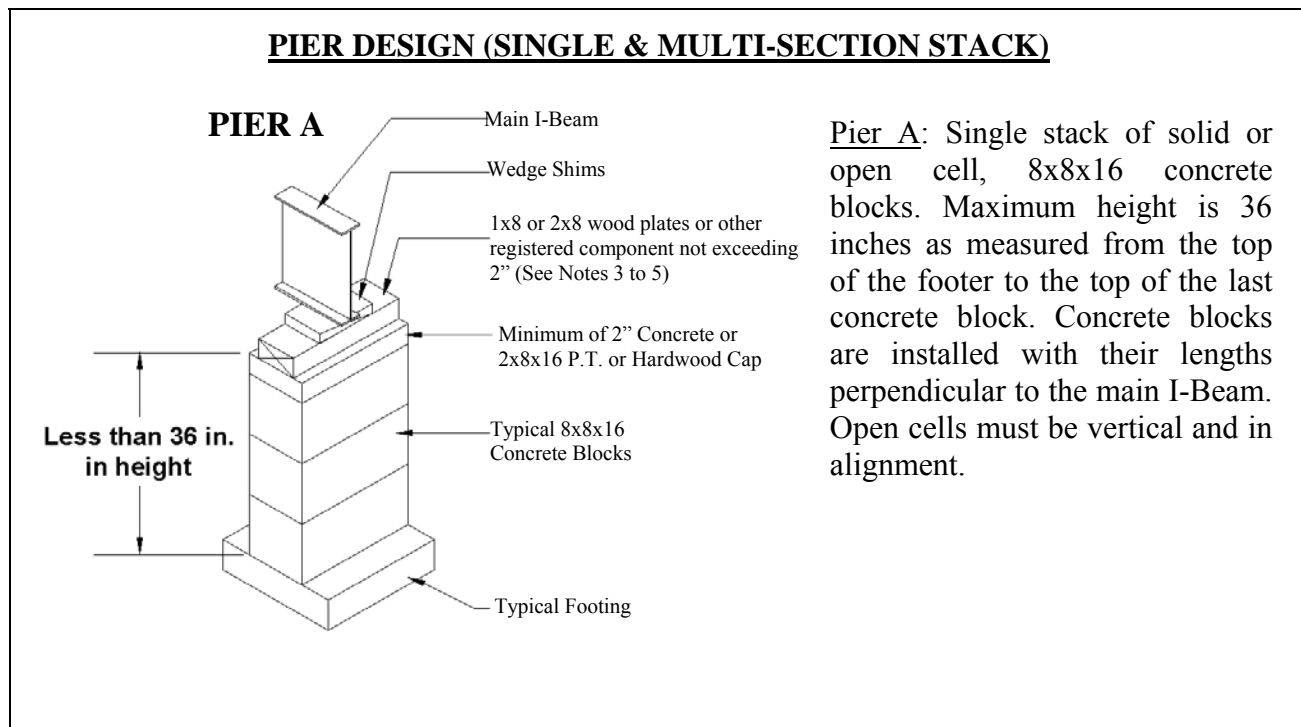 PIER DESIGN (SINGLE & MULTI-SECTION STACK)
PIER A
Main I-Beam
Wedge Shims
1x8 or 2x8 wood plates or other
registered component not exceeding
2” (See Notes 3 to 5)
Minimum of 2” Concrete or
2x8x16 P.T. or Hardwood Cap
Less than 36 in.
in height
Typical 8x8x16
Concrete Blocks
Typical Footing
Pier A: Single stack of solid or
open cell, 8x8x16 concrete
blocks. Maximum height is 36
inches as measured from the top
of the footer to the top of the last
concrete block. Concrete blocks
are installed with their lengths
perpendicular to the main I-Beam.
Open cells must be vertical and in
alignment.